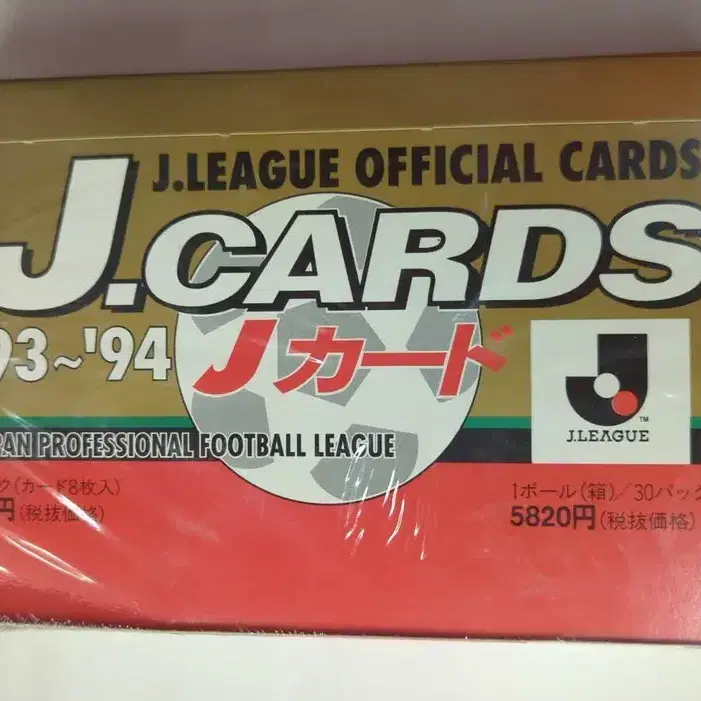 J.LEAGUE OFFICIAL CARDS
J.CARDS
93~'94 Jカード
J.LEAGUE
PAN PROFESSIONAL FOOTBALL LEAGUE
ク(カード8枚入)
円(税抜価格)
1ボール(箱)/30パック
5820円(税抜価格)